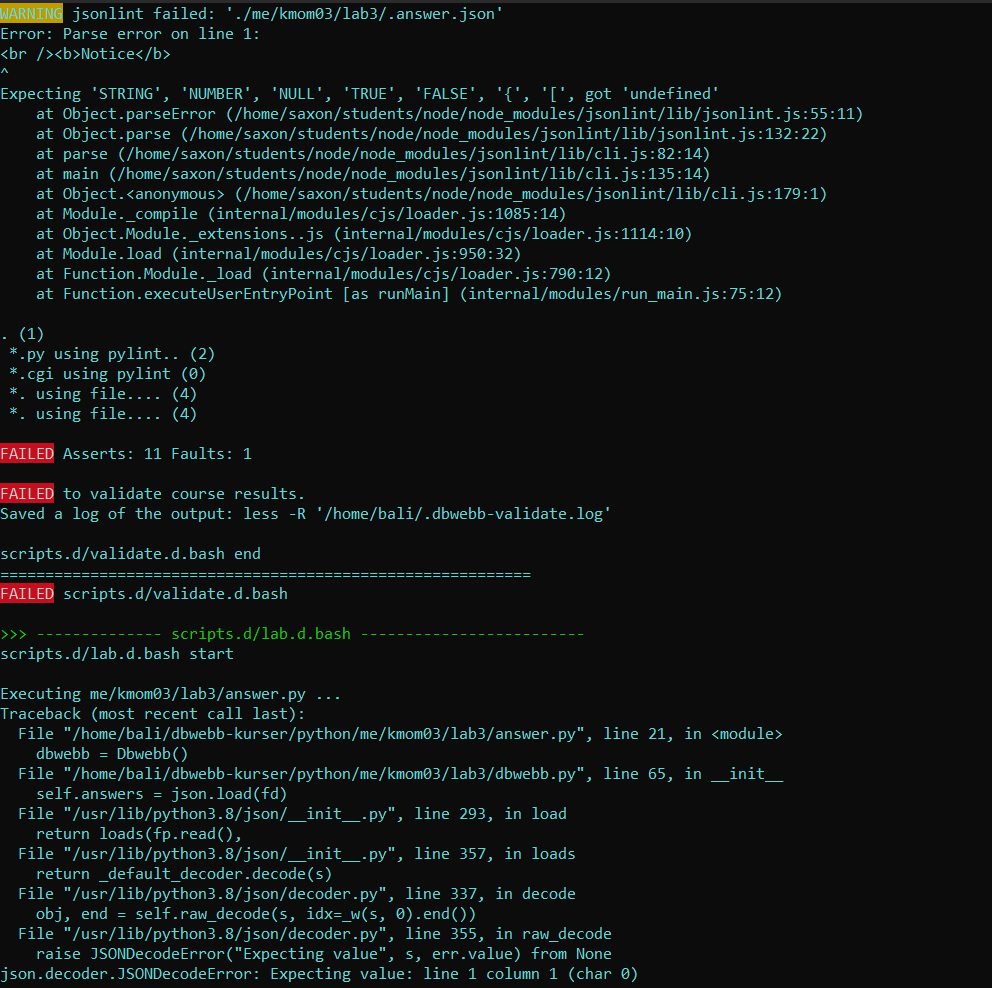 WARNING jsonlint failed: './me/kmom03/lab3/.answer.json'
Error: Parse error on line 1:
<br /><b>Notice</b>
^
Expecting 'STRING', 'NUMBER', 'NULL', 'TRUE', 'FALSE', '{', '[', got 'undefined'
    at Object.parseError (/home/saxon/students/node/node_modules/jsonlint/lib/jsonlint.js:55:11)
    at Object.parse (/home/saxon/students/node/node_modules/jsonlint/lib/jsonlint.js:132:22)
    at parse (/home/saxon/students/node/node_modules/jsonlint/lib/cli.js:82:14)
    at main (/home/saxon/students/node/node_modules/jsonlint/lib/cli.js:135:14)
    at Object.<anonymous> (/home/saxon/students/node/node_modules/jsonlint/lib/cli.js:179:1)
    at Module._compile (internal/modules/cjs/loader.js:1085:14)
    at Object.Module._extensions..js (internal/modules/cjs/loader.js:1114:10)
    at Module.load (internal/modules/cjs/loader.js:950:32)
    at Function.Module._load (internal/modules/cjs/loader.js:790:12)
    at Function.executeUserEntryPoint [as runMain] (internal/modules/run_main.js:75:12)

. (1)
 *.py using pylint.. (2)
 *.cgi using pylint (0)
 *. using file.... (4)
 *. using file.... (4)

FAILED Asserts: 11 Faults: 1

FAILED to validate course results.
Saved a log of the output: less -R '/home/bali/.dbwebb-validate.log'

scripts.d/validate.d.bash end
===========================================================
FAILED scripts.d/validate.d.bash

>>> -------------- scripts.d/lab.d.bash -------------------------
scripts.d/lab.d.bash start

Executing me/kmom03/lab3/answer.py ...
Traceback (most recent call last):
  File "/home/bali/dbwebb-kurser/python/me/kmom03/lab3/answer.py", line 21, in <module>
    dbwebb = Dbwebb()
  File "/home/bali/dbwebb-kurser/python/me/kmom03/lab3/dbwebb.py", line 65, in __init__
    self.answers = json.load(fd)
  File "/usr/lib/python3.8/json/__init__.py", line 293, in load
    return loads(fp.read(),
  File "/usr/lib/python3.8/json/__init__.py", line 357, in loads
    return _default_decoder.decode(s)
  File "/usr/lib/python3.8/json/decoder.py", line 337, in decode
    obj, end = self.raw_decode(s, idx=_w(s, 0).end())
  File "/usr/lib/python3.8/json/decoder.py", line 355, in raw_decode
    raise JSONDecodeError("Expecting value", s, err.value) from None
json.decoder.JSONDecodeError: Expecting value: line 1 column 1 (char 0)